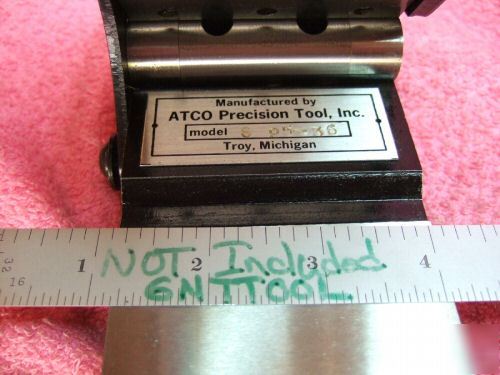 Manufactured by
ATCO Precision Tool, Inc.
model
Troy, Michigan
1 2 3 4
NOT Included
GNTTOOL
32
16